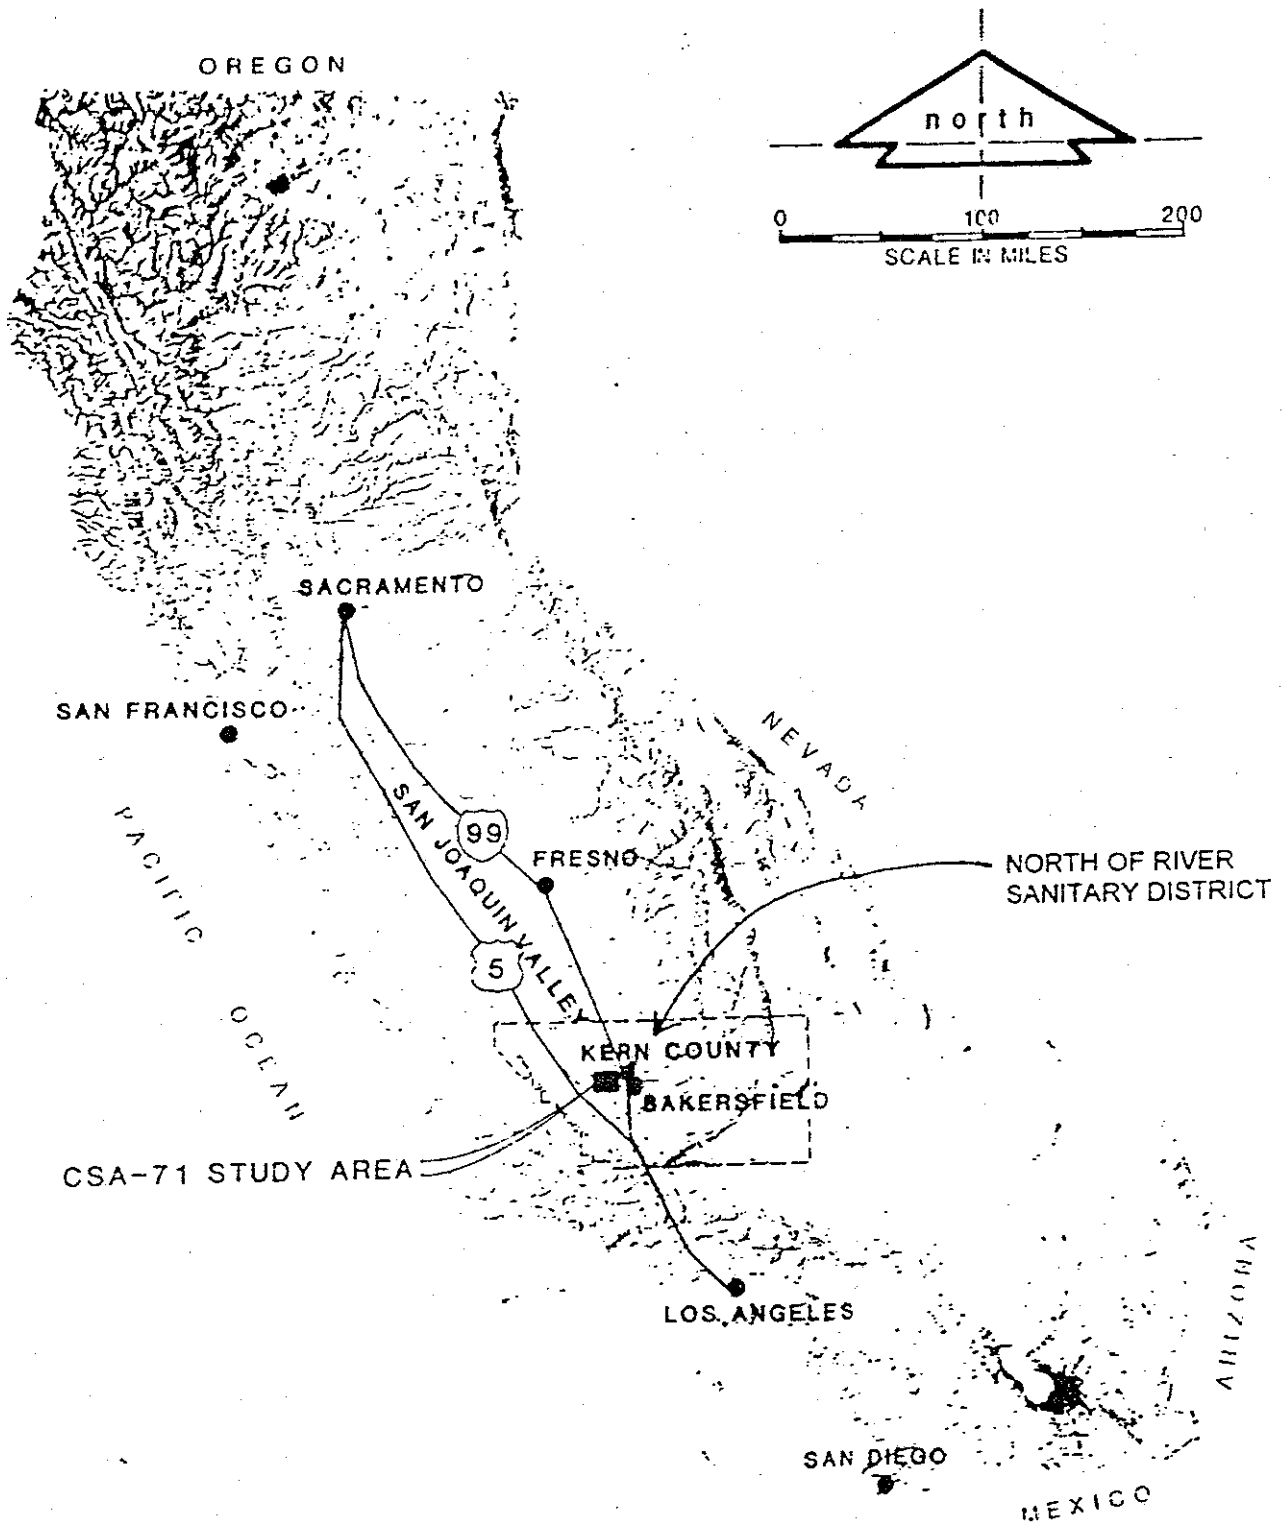 OREGON
north
0 100 200
SCALE IN MILES
SACRAMENTO
SAN FRANCISCO
NEVADA
99
SAN JOAQUIN VALLEY
FRESNO
NORTH OF RIVER
SANITARY DISTRICT
PACIFIC OCEAN
5
KERN COUNTY
BAKERSFIELD
CSA-71 STUDY AREA
ARIZONA
LOS ANGELES
SAN DIEGO
MEXICO